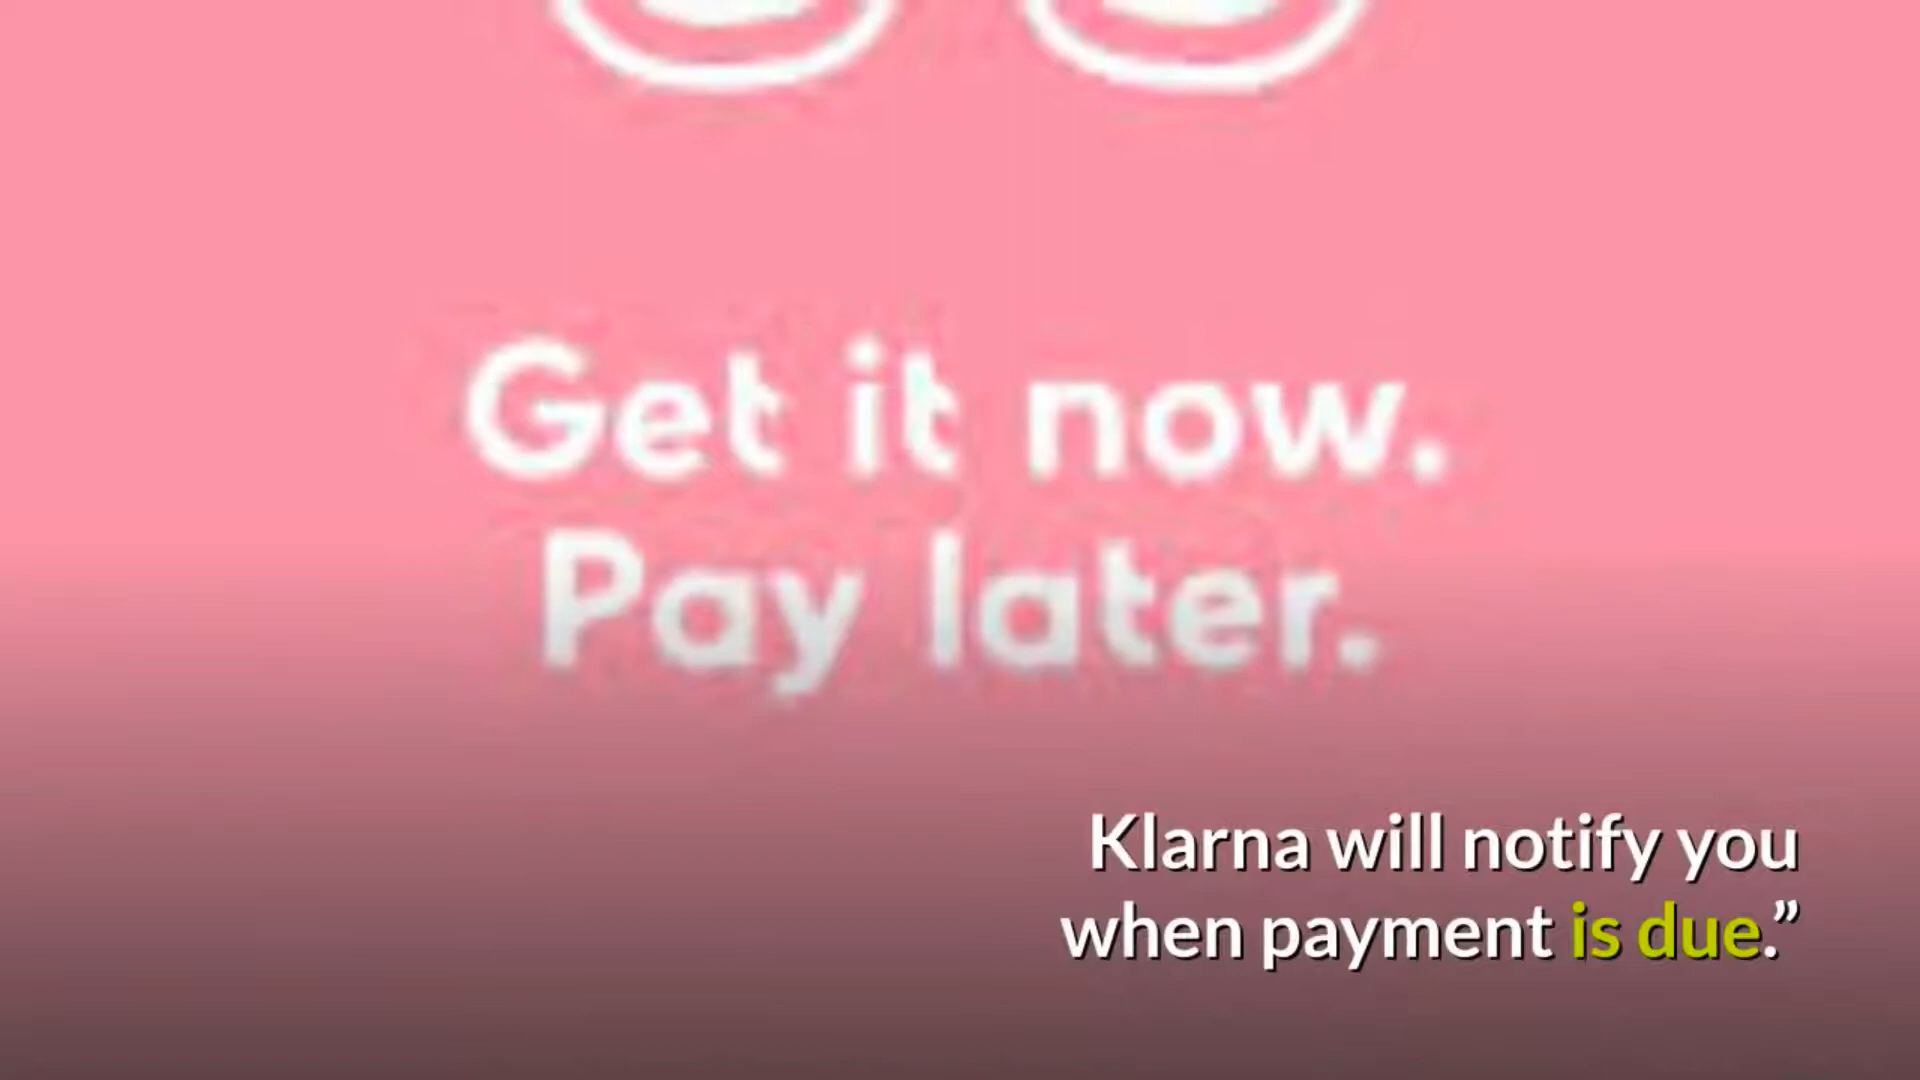 Get it now.
Pay later.
Klarna will notify you
when payment is due.”